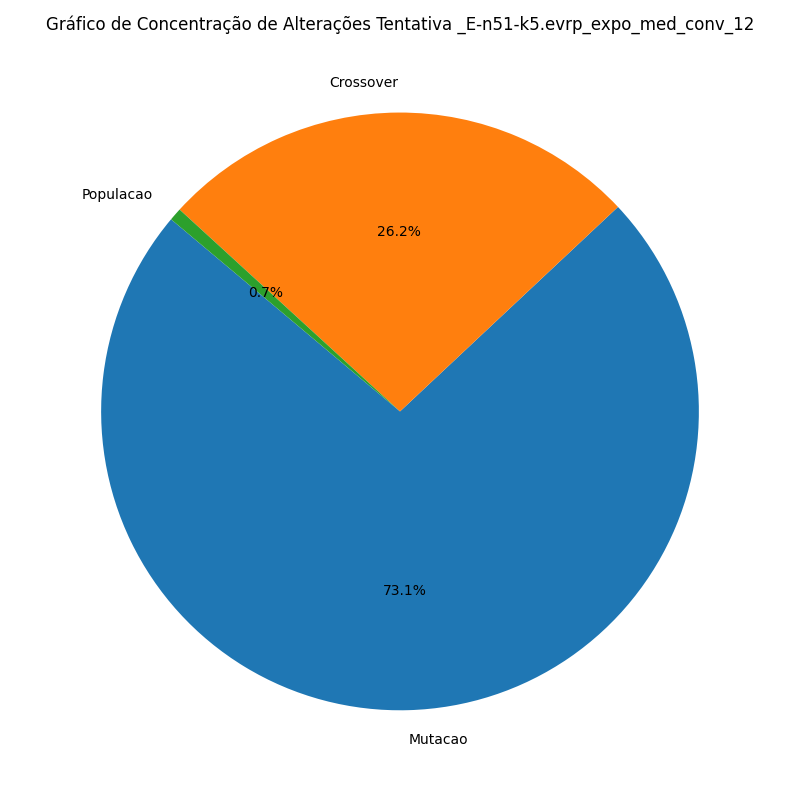 Gráfico de Concentração de Alterações Tentativa _E-n51-k5.evrp_expo_med_conv_12
Crossover
Populacao
26.2%
0.7%
73.1%
Mutacao